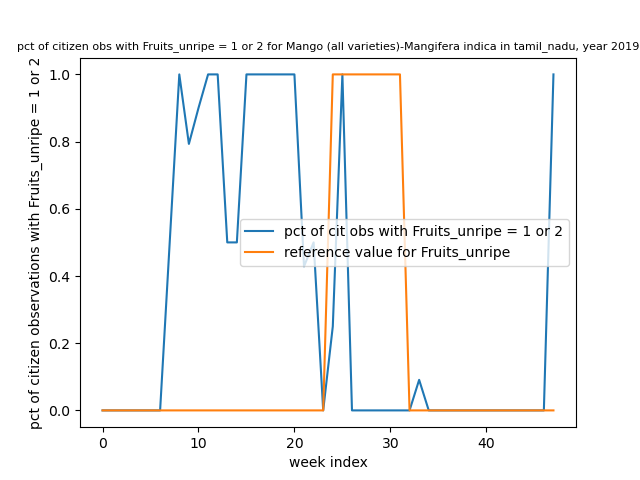 pct of citizen obs with Fruits_unripe = 1 or 2 for Mango (all varieties)-Mangifera indica in tamil_nadu, year 2019
pct of citizen observations with Fruits_unripe = 1 or 2
1.0
0.8
0.6
0.4
0.2
0.0
pct of cit obs with Fruits_unripe = 1 or 2
reference value for Fruits_unripe
0 10 20 30 40
week index